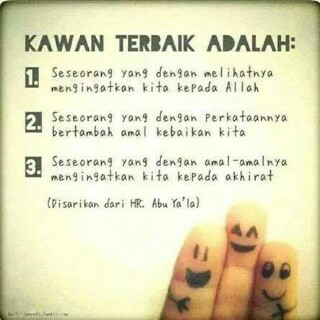 KAWAN TERBAIK ADALAH:
1. Seseorang yang dengan melihatnya
mengingatkan kita kepada Allah
2. Seseorang yang dengan perkataannya
bertambah amal kebaikan kita
3. Seseorang yang dengan amal-amalnya
mengingatkan kita kepada akhirat
(Disarikan dari HR. Abu Ya'la)